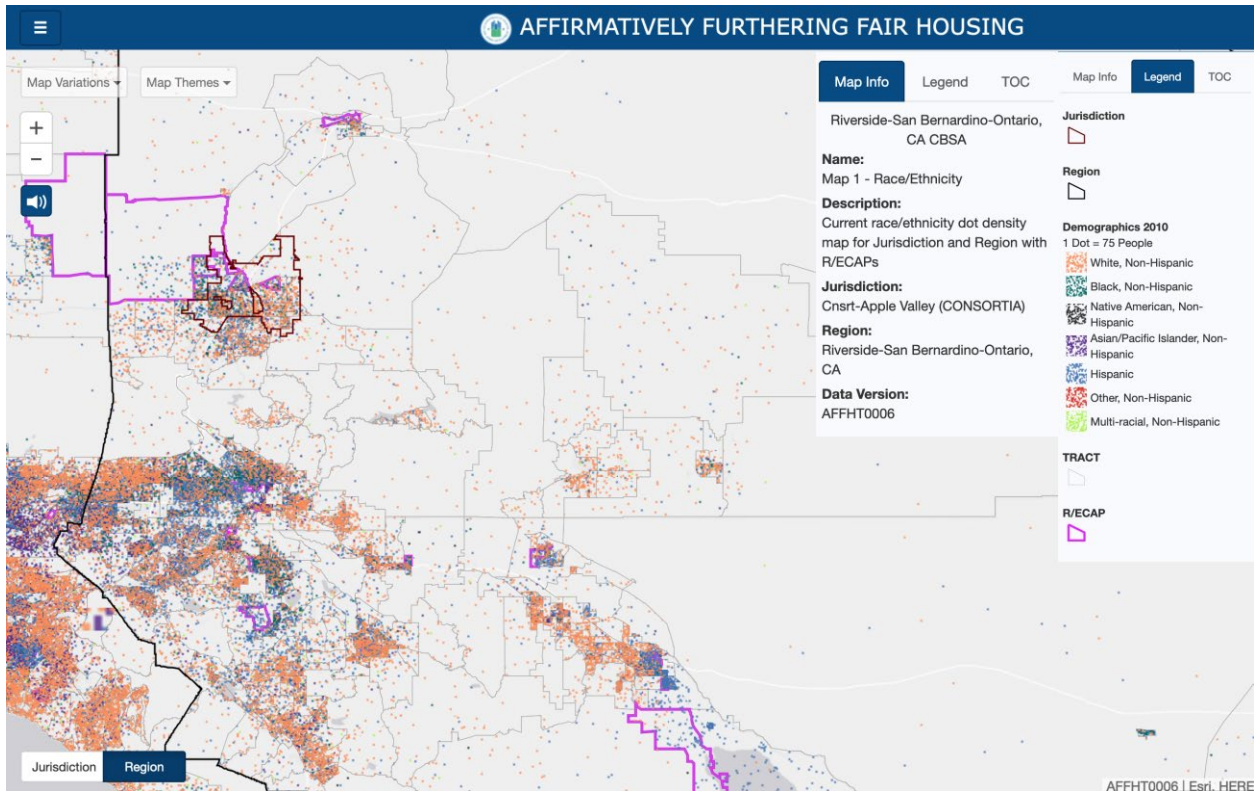 AFFIRMATIVELY FURTHERING FAIR HOUSING
Map Variations
Map Themes
+
−
Jurisdiction
Region
Map Info
Legend
TOC
Riverside-San Bernardino-Ontario,
CA CBSA
Name:
Map 1 - Race/Ethnicity
Description:
Current race/ethnicity dot density
map for Jurisdiction and Region with
R/ECAPs
Jurisdiction:
Cnsrt-Apple Valley (CONSORTIA)
Region:
Riverside-San Bernardino-Ontario,
CA
Data Version:
AFFHT0006
Map Info
Legend
TOC
Jurisdiction
Region
Demographics 2010
1 Dot = 75 People
White, Non-Hispanic
Black, Non-Hispanic
Native American, Non-
Hispanic
Asian/Pacific Islander, Non-
Hispanic
Hispanic
Other, Non-Hispanic
Multi-racial, Non-Hispanic
TRACT
R/ECAP
AFFHT0006 | Esri, HERE